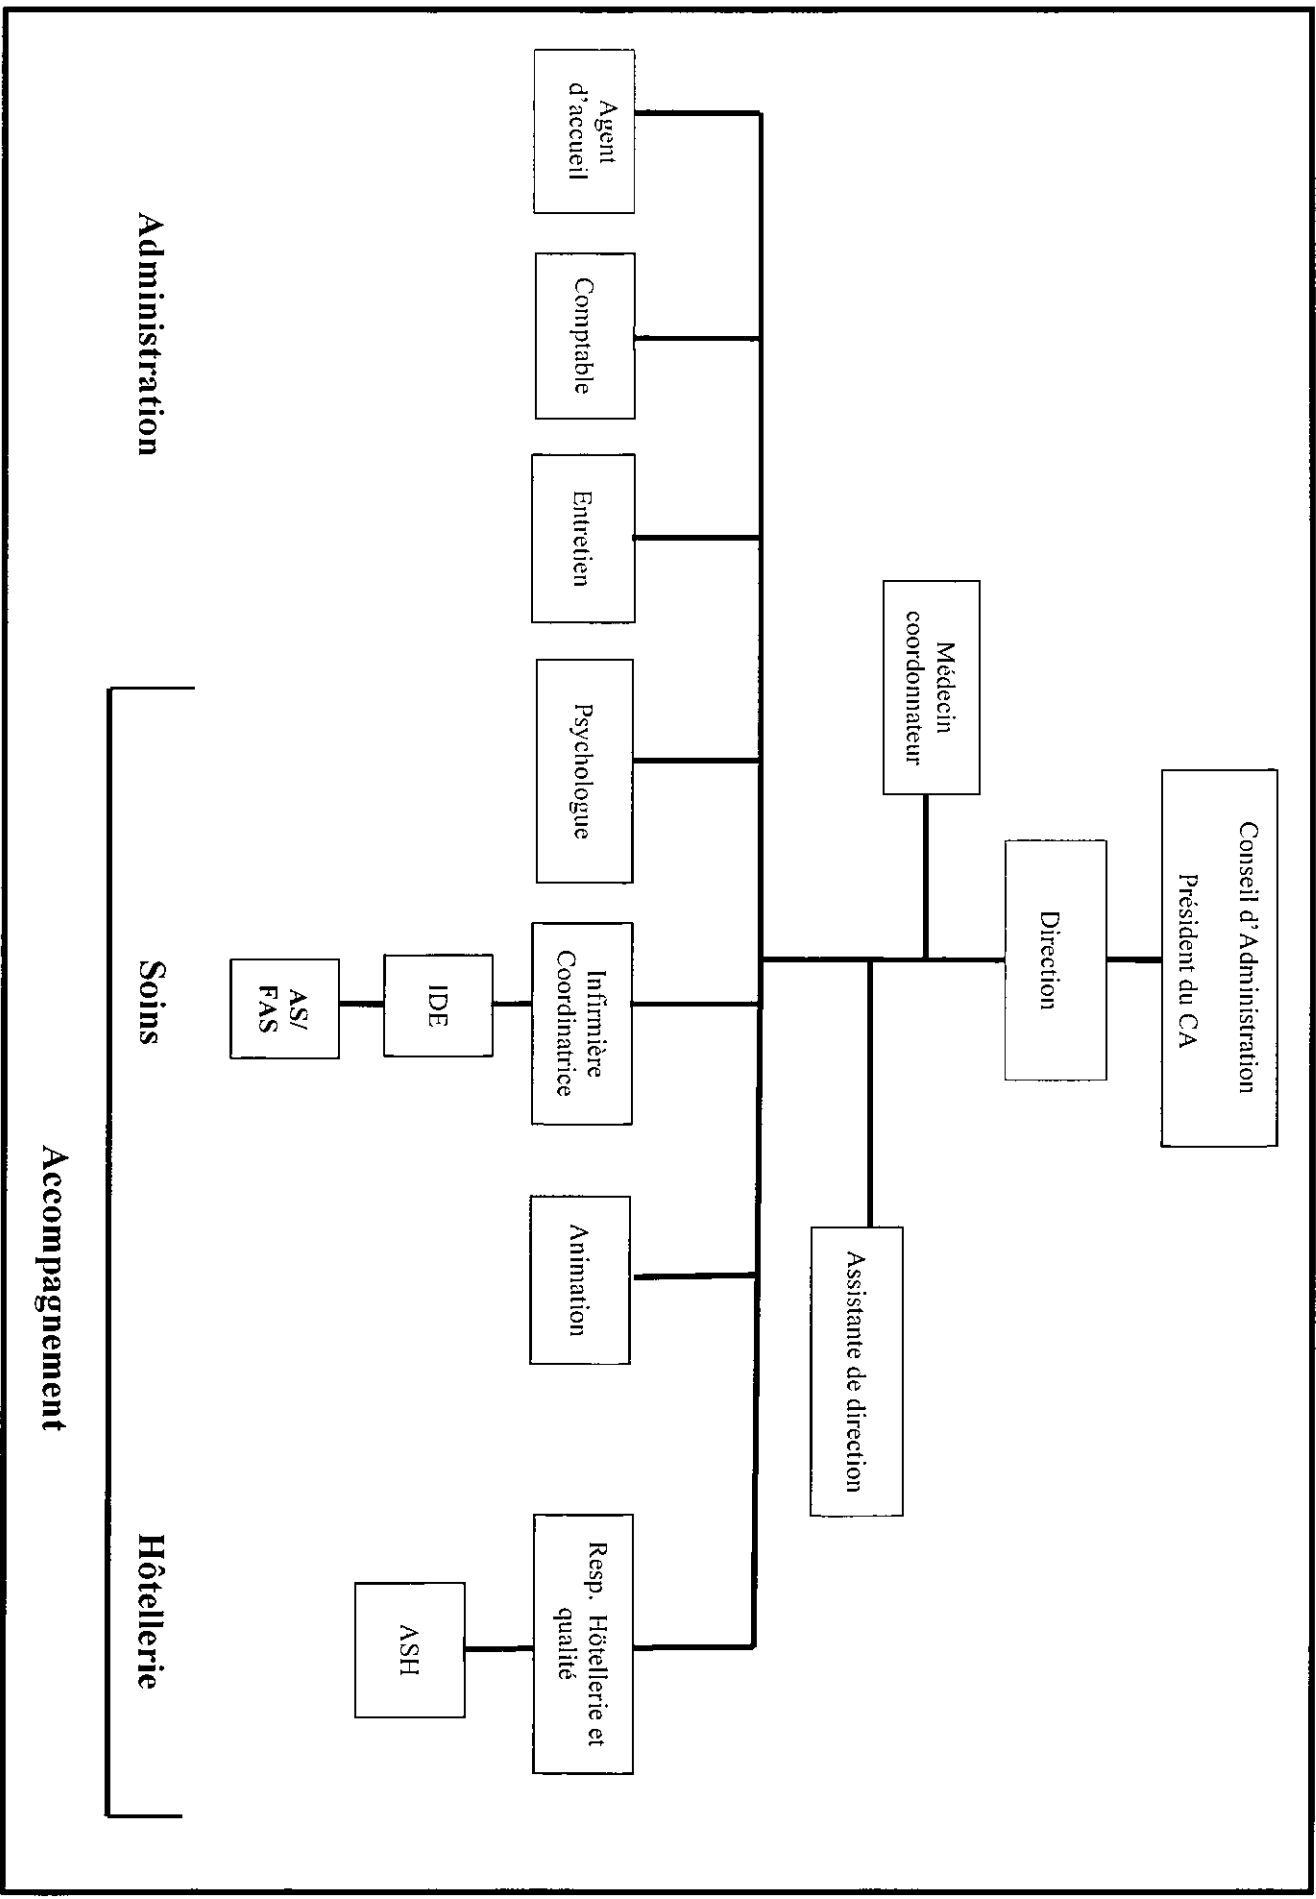 Conseil d'Administration
Président du CA
Direction
Médecin
coordonnateur
Assistante de direction
Agent
d'accueil
Comptable
Entretien
Psychologue
Infirmière
Coordinatrice
Animation
Resp. Hôtellerie et
qualité
IDE
ASH
AS/
FAS
Administration
Soins
Hôtellerie
Accompagnement